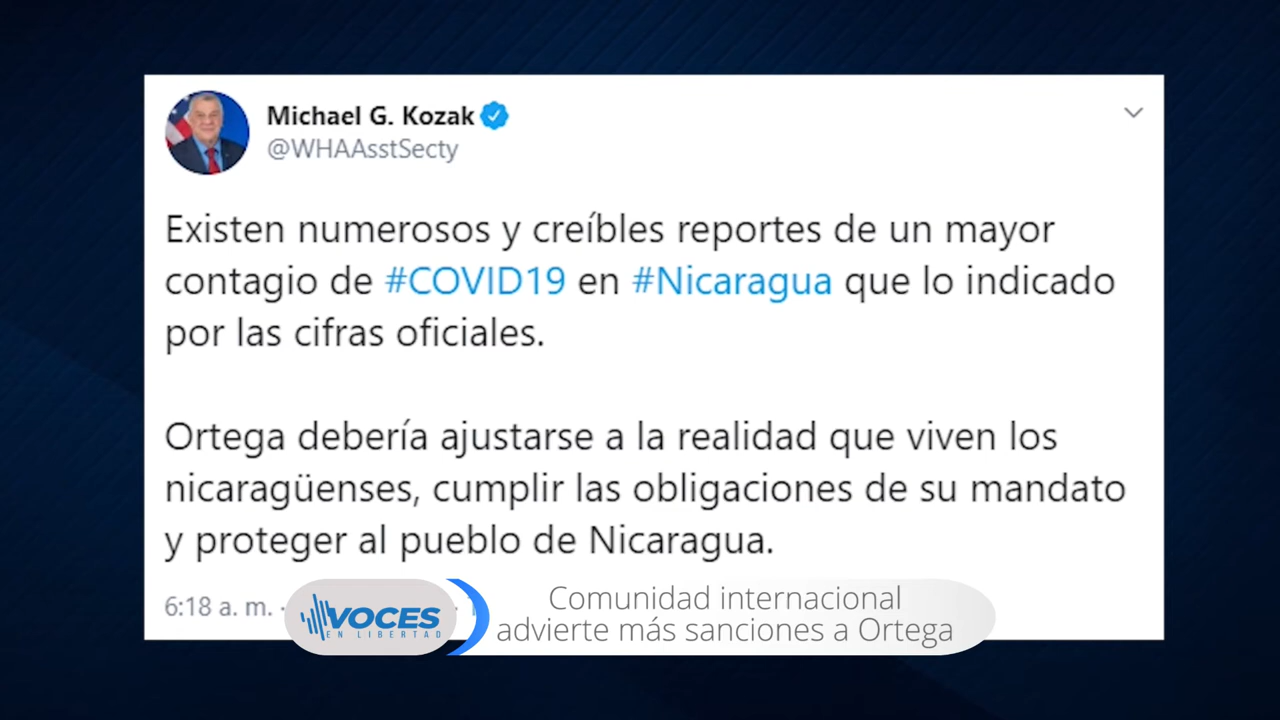 Michael G. Kozak
@WHAAsstSecty
Existen numerosos y creíbles reportes de un mayor
contagio de #COVID19 en #Nicaragua que lo indicado
por las cifras oficiales.
Ortega debería ajustarse a la realidad que viven los
nicaragüenses, cumplir las obligaciones de su mandato
y proteger al pueblo de Nicaragua.
6:18 a. m. ·
VOCES
EN LIBERTAD
Comunidad internacional
advierte más sanciones a Ortega